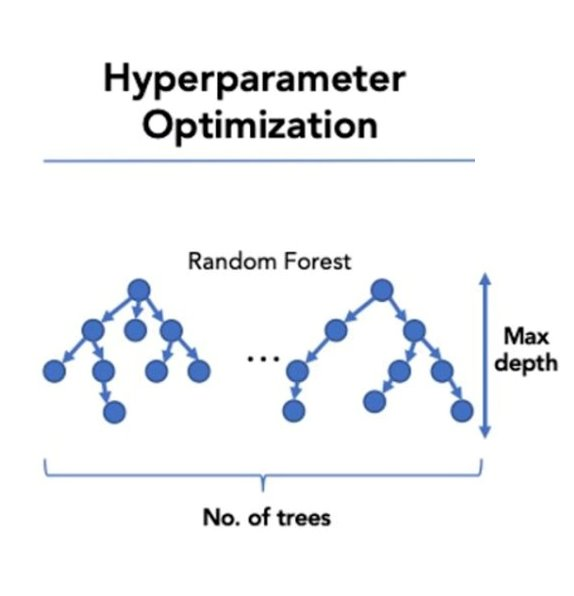 Hyperparameter
Optimization
Random Forest
...
Max
depth
No. of trees